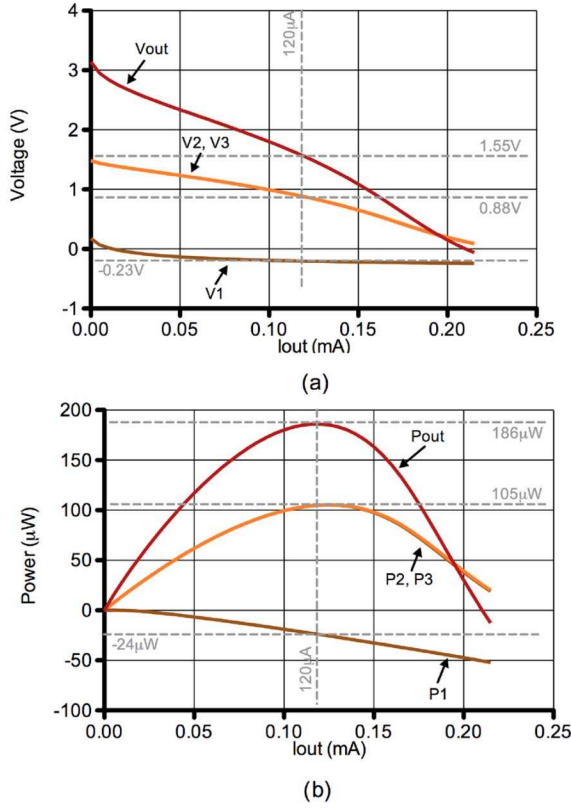 120μA
4
Vout
3
V2, V3
2
1.55V
1
0.88V
0
-0.23V
V1
-1
Voltage (V)
0.00 0.05 0.10 0.15 0.20 0.25
Iout (mA)
(a)
200
186μW
Pout
150
105μW
100
P2, P3
50
0
-24μW
120μA
-50
P1
-100
Power (μW)
0.00 0.05 0.10 0.15 0.20 0.25
Iout (mA)
(b)